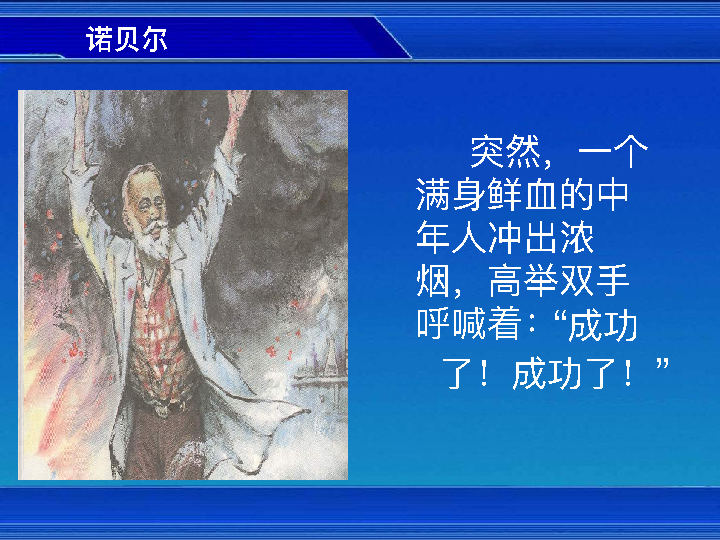 诺贝尔
突然，一个
满身鲜血的中
年人冲出浓
烟，高举双手
呼喊着：“成功
了！成功了！”